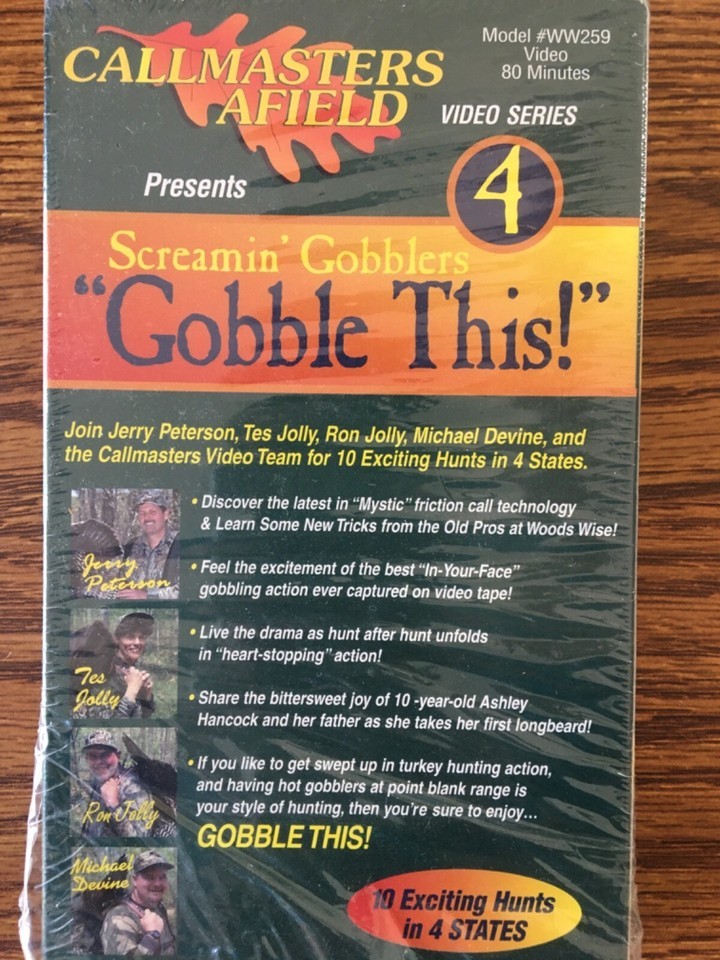 CALLMASTERS
AFIELD
Model #WW259
Video
80 Minutes
VIDEO SERIES
Presents
4
Screamin' Gobblers
"Gobble This!"
Join Jerry Peterson, Tes Jolly, Ron Jolly, Michael Devine, and
the Callmasters Video Team for 10 Exciting Hunts in 4 States.
Jerry
Peterson
• Discover the latest in "Mystic" friction call technology
& Learn Some New Tricks from the Old Pros at Woods Wise!
• Feel the excitement of the best "In-Your-Face"
gobbling action ever captured on video tape!
Tes
Jolly
• Live the drama as hunt after hunt unfolds
in "heart-stopping" action!
• Share the bittersweet joy of 10 -year-old Ashley
Hancock and her father as she takes her first longbeard!
Ron Jolly
• If you like to get swept up in turkey hunting action,
and having hot gobblers at point blank range is
your style of hunting, then you're sure to enjoy...
GOBBLE THIS!
Michael
Devine
10 Exciting Hunts
in 4 STATES